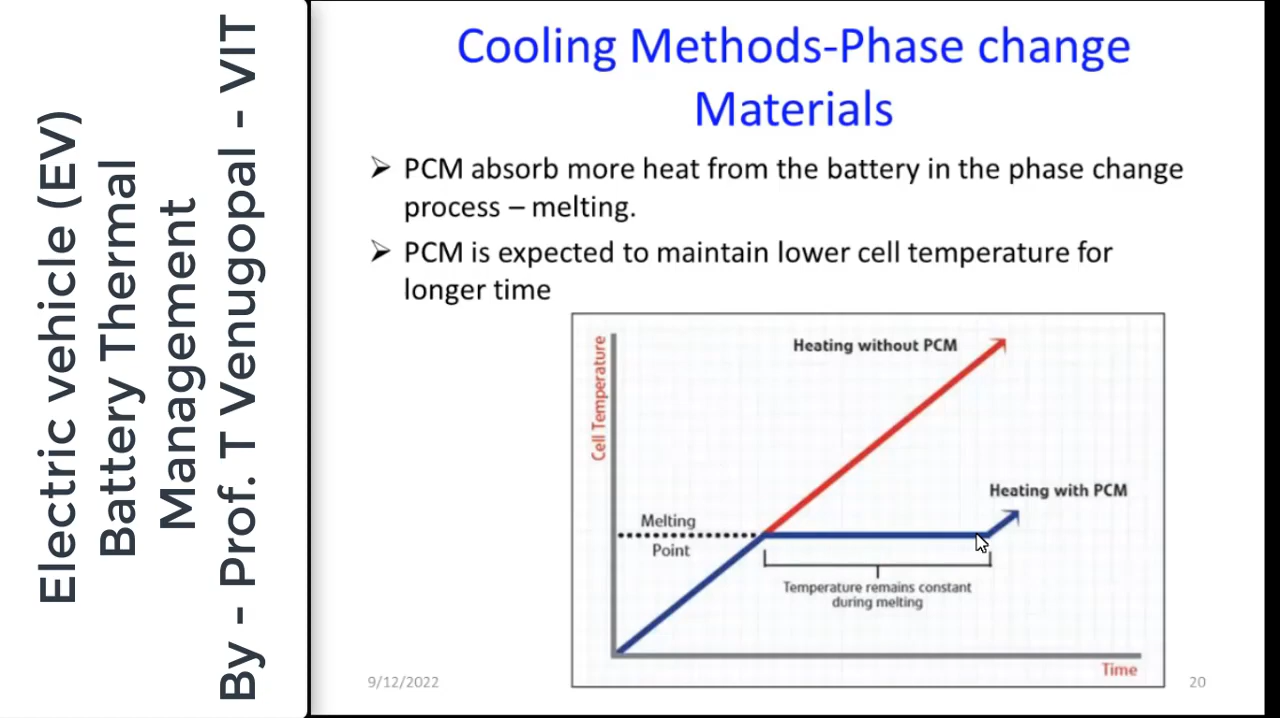 Electric vehicle (EV)
Battery Thermal
Management
By - Prof. T Venugopal - VIT
Cooling Methods-Phase change
Materials
➢ PCM absorb more heat from the battery in the phase change
process – melting.
➢ PCM is expected to maintain lower cell temperature for
longer time
Heating without PCM
Cell Temperature
Heating with PCM
Melting
Point
Temperature remains constant
during melting
Time
9/12/2022
20